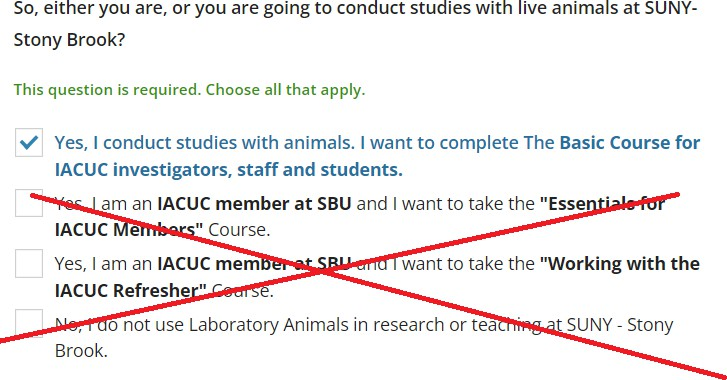 So, either you are, or you are going to conduct studies with live animals at SUNY-
Stony Brook?
This question is required. Choose all that apply.
Yes, I conduct studies with animals. I want to complete The Basic Course for
IACUC investigators, staff and students.
Yes, I am an IACUC member at SBU and I want to take the "Essentials for
IACUC Members" Course.
Yes, I am an IACUC member at SBU and I want to take the "Working with the
IACUC Refresher" Course.
No, I do not use Laboratory Animals in research or teaching at SUNY - Stony
Brook.